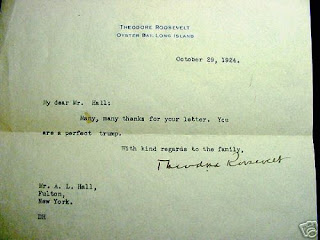 THEODORE ROOSEVELT
OYSTER BAY, LONG ISLAND
October 29, 1924.
My dear Mr. Hall:
Many, many thanks for your letter. You
are a perfect trump.
With kind regards to the family.
Theodore Roosevelt
Mr. A. L. Hall,
Fulton,
New York.
DH